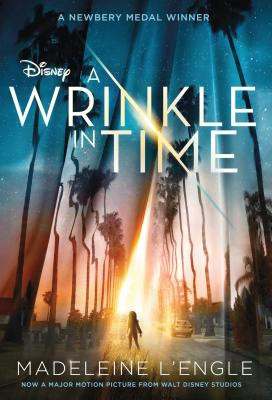 A NEWBERY MEDAL WINNER
Disney
A
WRINKLE
IN TIME
MADELEINE L'ENGLE
NOW A MAJOR MOTION PICTURE FROM WALT DISNEY STUDIOS